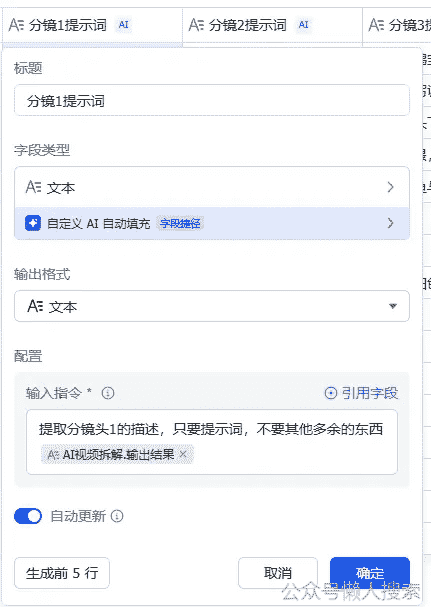 分镜1提示词 AI 分镜2提示词 AI 分镜3提
标题
分镜1提示词
字段类型
文本
自定义 AI 自动填充 字段捷径
输出格式
文本
配置
输入指令 * 引用字段
提取分镜头1的描述，只要提示词，不要其他多余的东西
AI视频拆解.输出结果 ×
自动更新
生成前 5 行 取消 确定
公众号懒人搜索